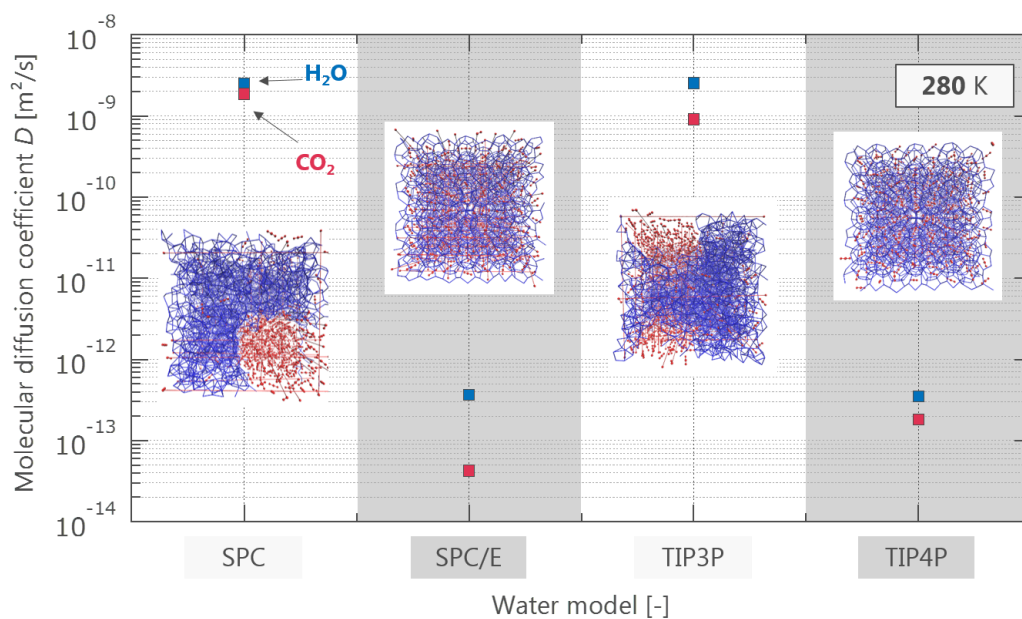 Molecular diffusion coefficient D [m²/s]
10⁻⁸
10⁻⁹
10⁻¹⁰
10⁻¹¹
10⁻¹²
10⁻¹³
10⁻¹⁴
H₂O
CO₂
280 K
SPC
SPC/E
TIP3P
TIP4P
Water model [-]